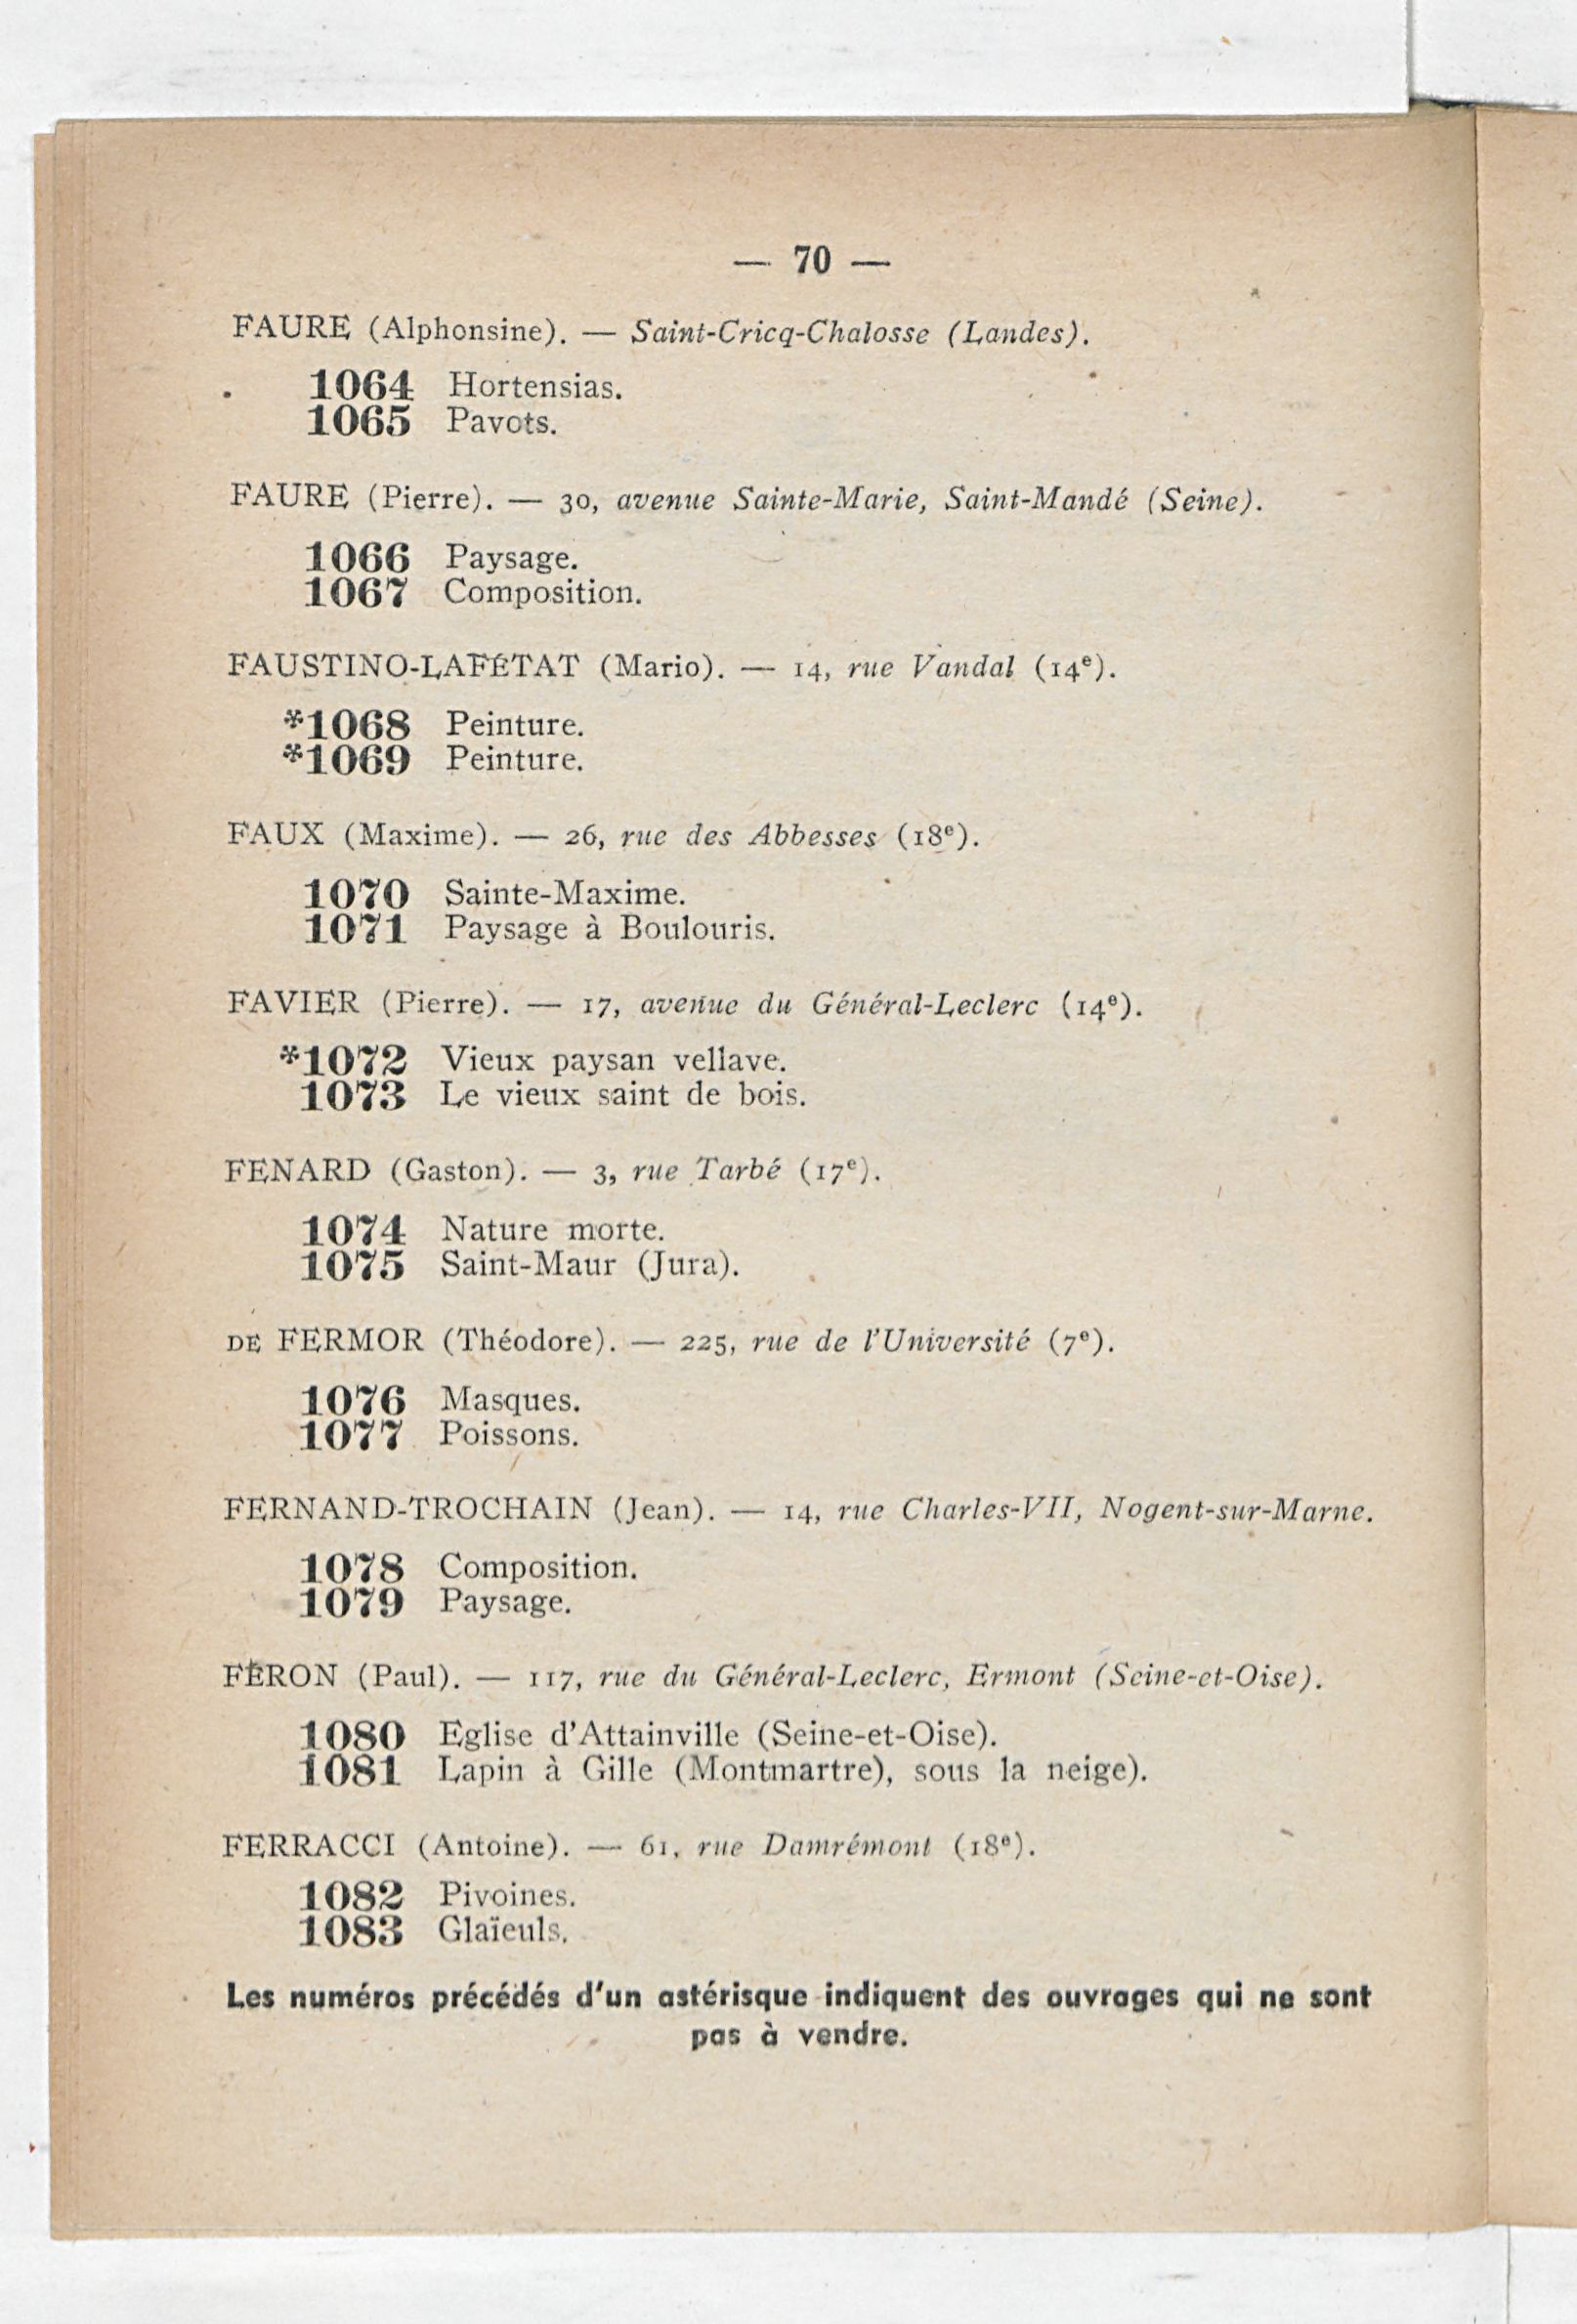 — 70 —
FAURE (Alphonsine). — Saint-Cricq-Chalosse (Landes).
1064 Hortensias.
1065 Pavots.
FAURE (Pierre). — 30, avenue Sainte-Marie, Saint-Mandé (Seine).
1066 Paysage.
1067 Composition.
FAUSTINO-LAFÉTAT (Mario). — 14, rue Vandal (14e).
*1068 Peinture.
*1069 Peinture.
FAUX (Maxime). — 26, rue des Abbesses (18e).
1070 Sainte-Maxime.
1071 Paysage à Boulouris.
FAVIER (Pierre). — 17, avenue du Général-Leclerc (14e).
*1072 Vieux paysan vellave.
1073 Le vieux saint de bois.
FENARD (Gaston). — 3, rue Tarbé (17e).
1074 Nature morte.
1075 Saint-Maur (Jura).
DE FERMOR (Théodore). — 225, rue de l'Université (7e).
1076 Masques.
1077 Poissons.
FERNAND-TROCHAIN (Jean). — 14, rue Charles-VII, Nogent-sur-Marne.
1078 Composition.
1079 Paysage.
FÉRON (Paul). — 117, rue du Général-Leclerc, Ermont (Seine-et-Oise).
1080 Eglise d'Attainville (Seine-et-Oise).
1081 Lapin à Gille (Montmartre), sous la neige).
FERRACCI (Antoine). — 61, rue Damrémont (18e).
1082 Pivoines.
1083 Glaïeuls.
Les numéros précédés d'un astérisque indiquent des ouvrages qui ne sont
pas à vendre.